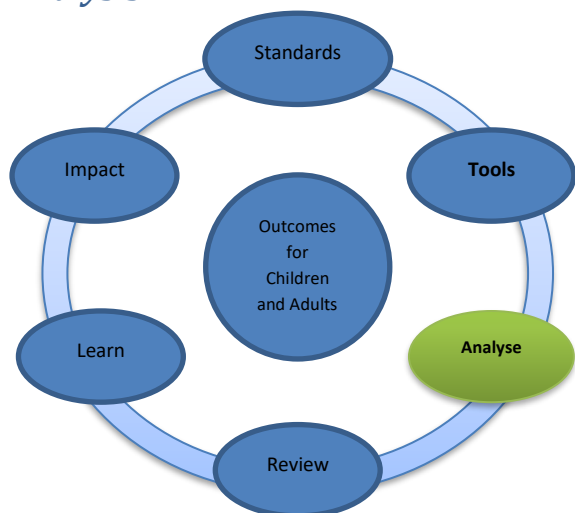 Standards
Impact
Tools
Outcomes
for
Children
and Adults
Learn
Analyse
Review